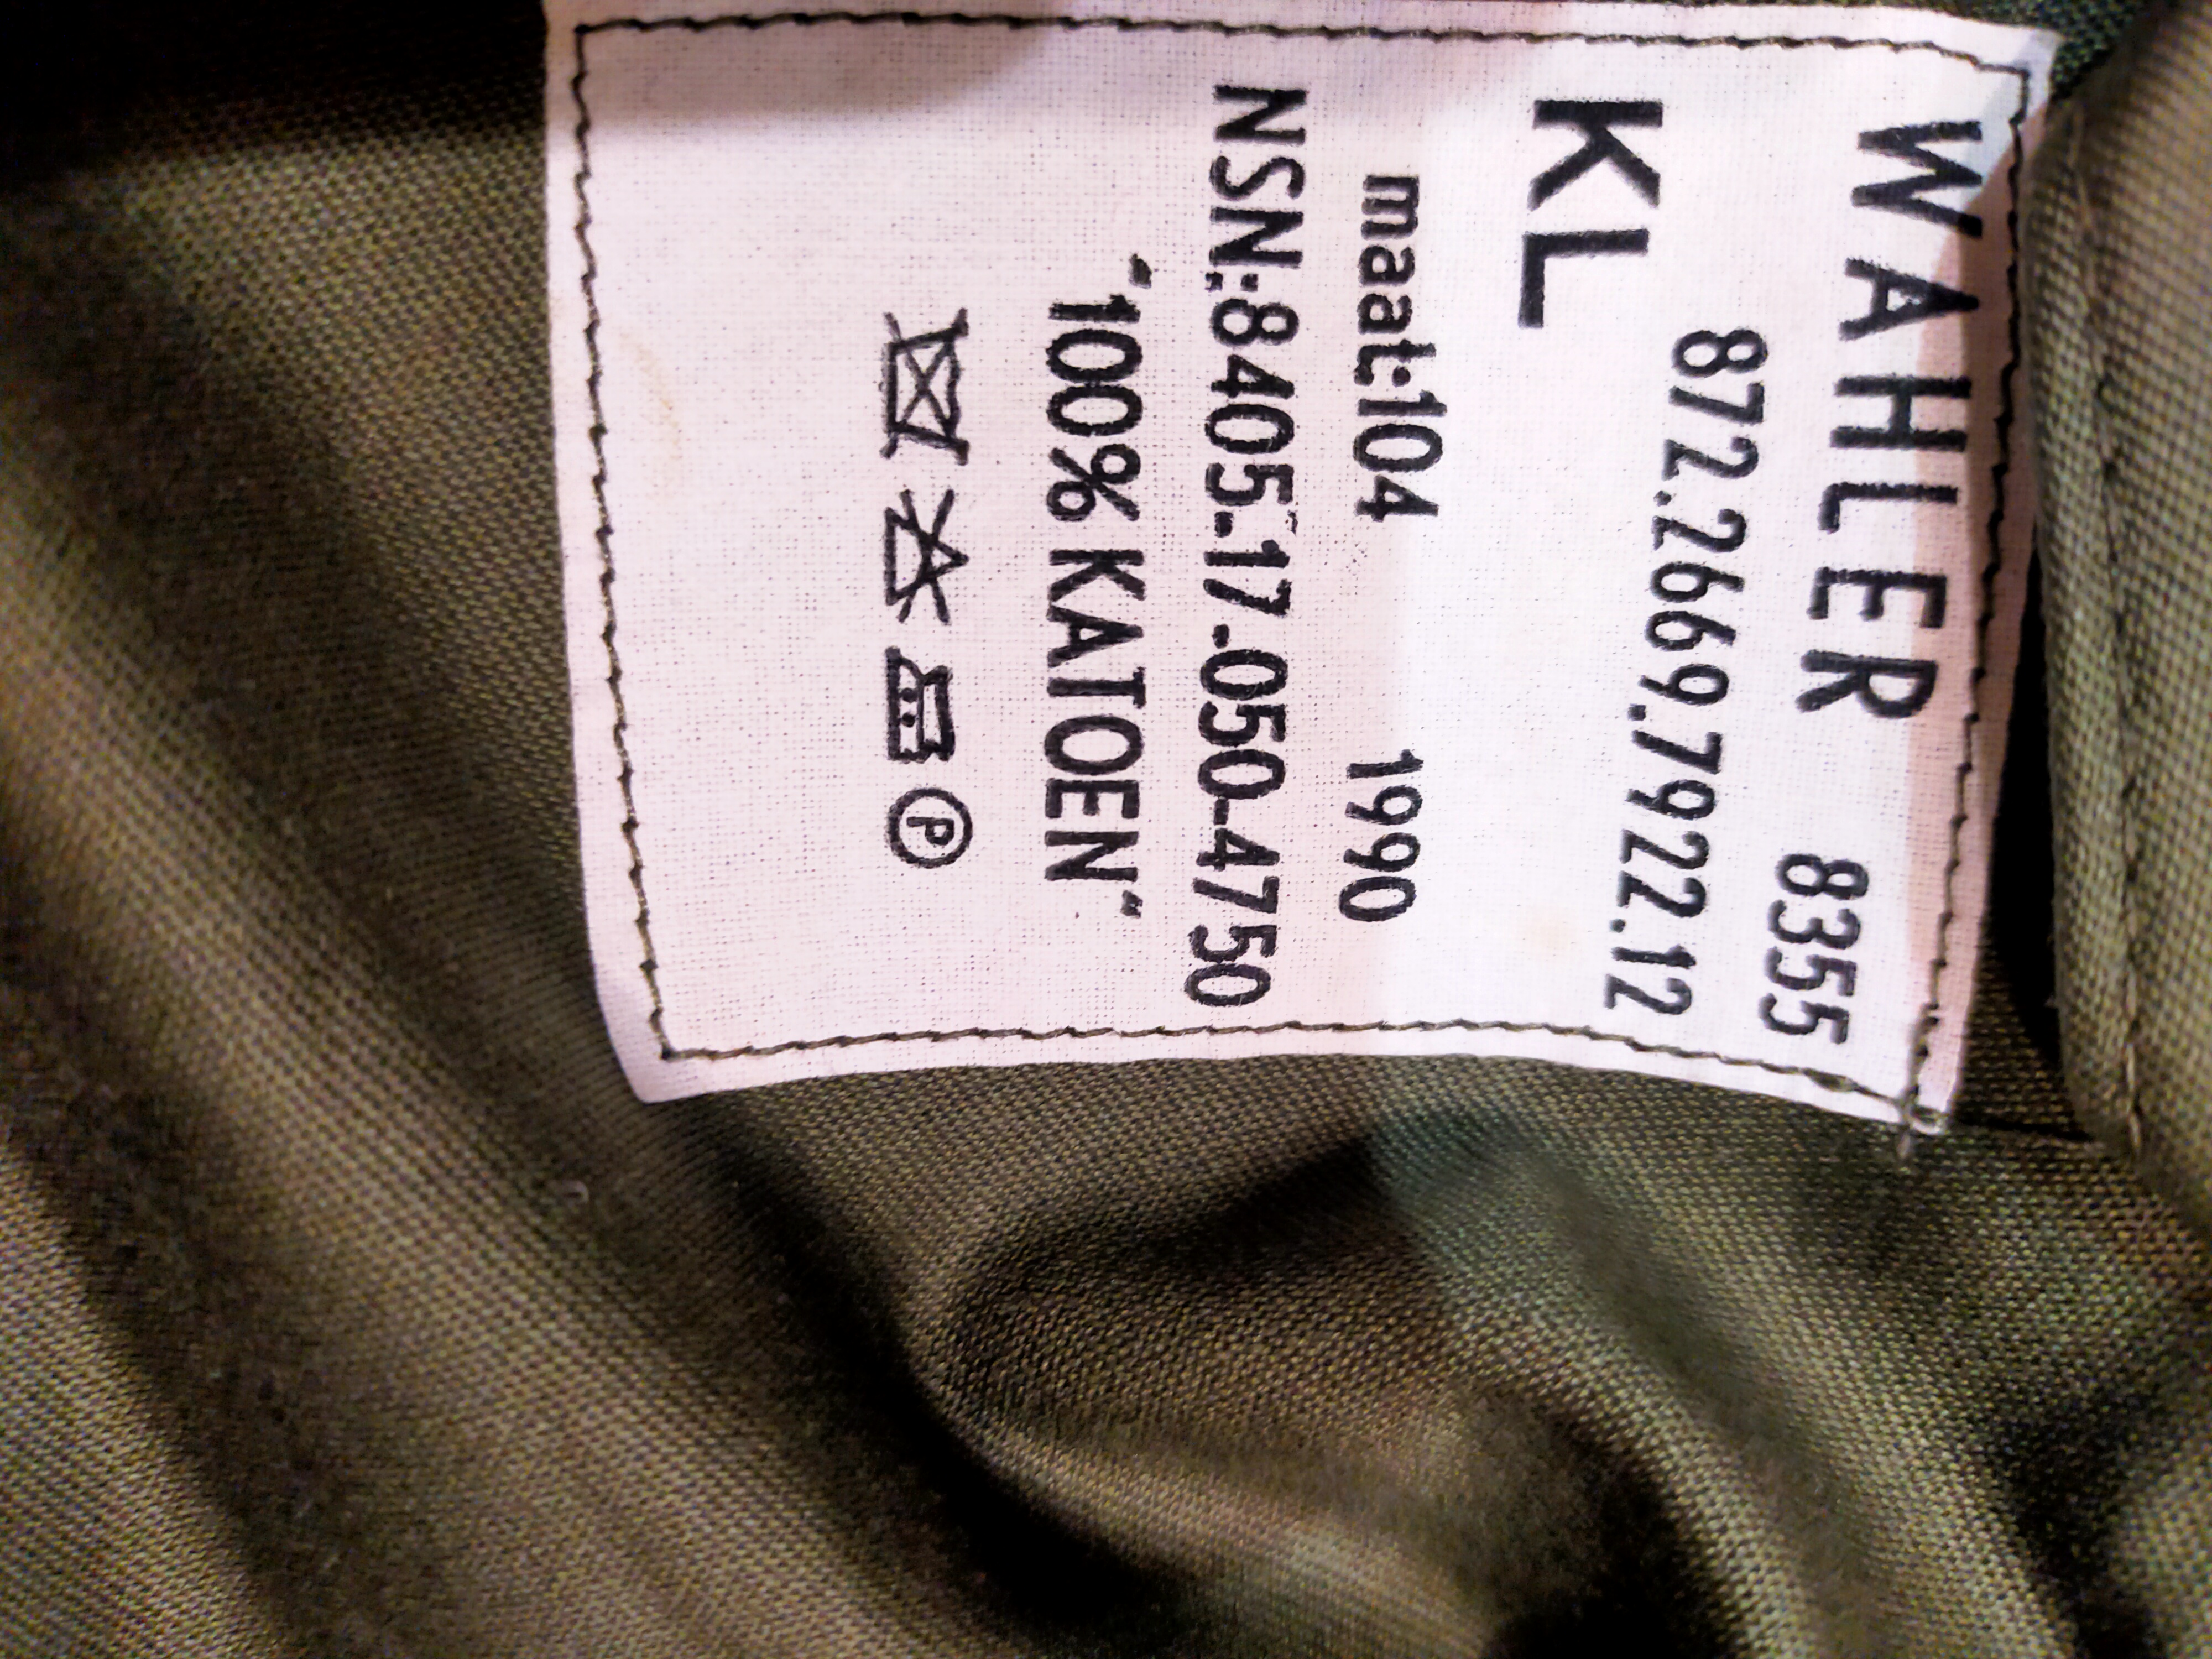 WAHLER 8355
872.2669.7922.12
KL
maat:104 1990
NSN:8405-17-050-4750
"100% KATOEN"
P